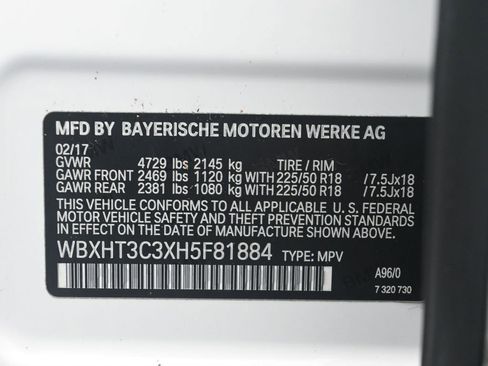 MFD BY BAYERISCHE MOTOREN WERKE AG
02/17
GVWR 4729 lbs 2145 kg TIRE / RIM
GAWR FRONT 2469 lbs 1120 kg WITH 225/50 R18 /7.5Jx18
GAWR REAR 2381 lbs 1080 kg WITH 225/50 R18 /7.5Jx18
THIS VEHICLE CONFORMS TO ALL APPLICABLE U.S. FEDERAL
MOTOR VEHICLE SAFETY AND THEFT PREVENTION STANDARDS
IN EFFECT ON THE DATE OF MANUFACTURE SHOWN ABOVE.
WBXHT3C3XH5F81884 TYPE: MPV
A96/0
7 320 730